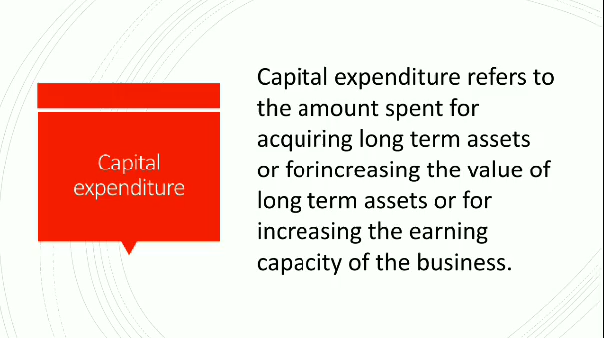 Capital
expenditure
Capital expenditure refers to
the amount spent for
acquiring long term assets
or forincreasing the value of
long term assets or for
increasing the earning
capacity of the business.